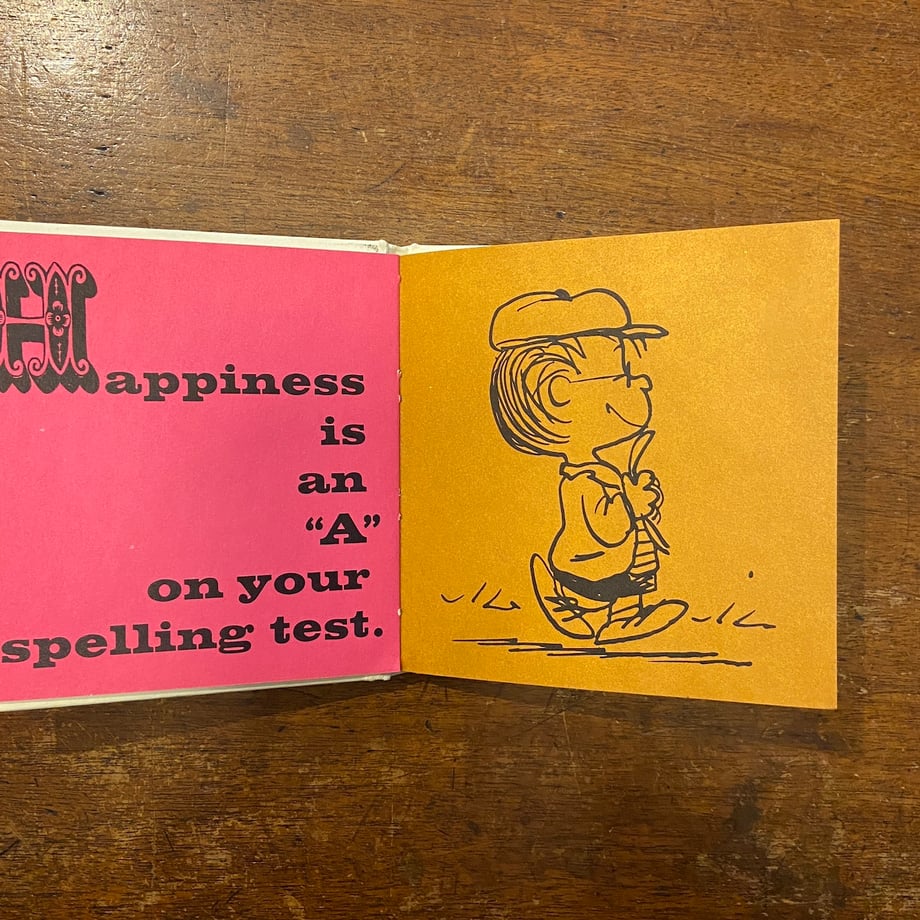 Happiness
is
an
“A”
on your
spelling test.